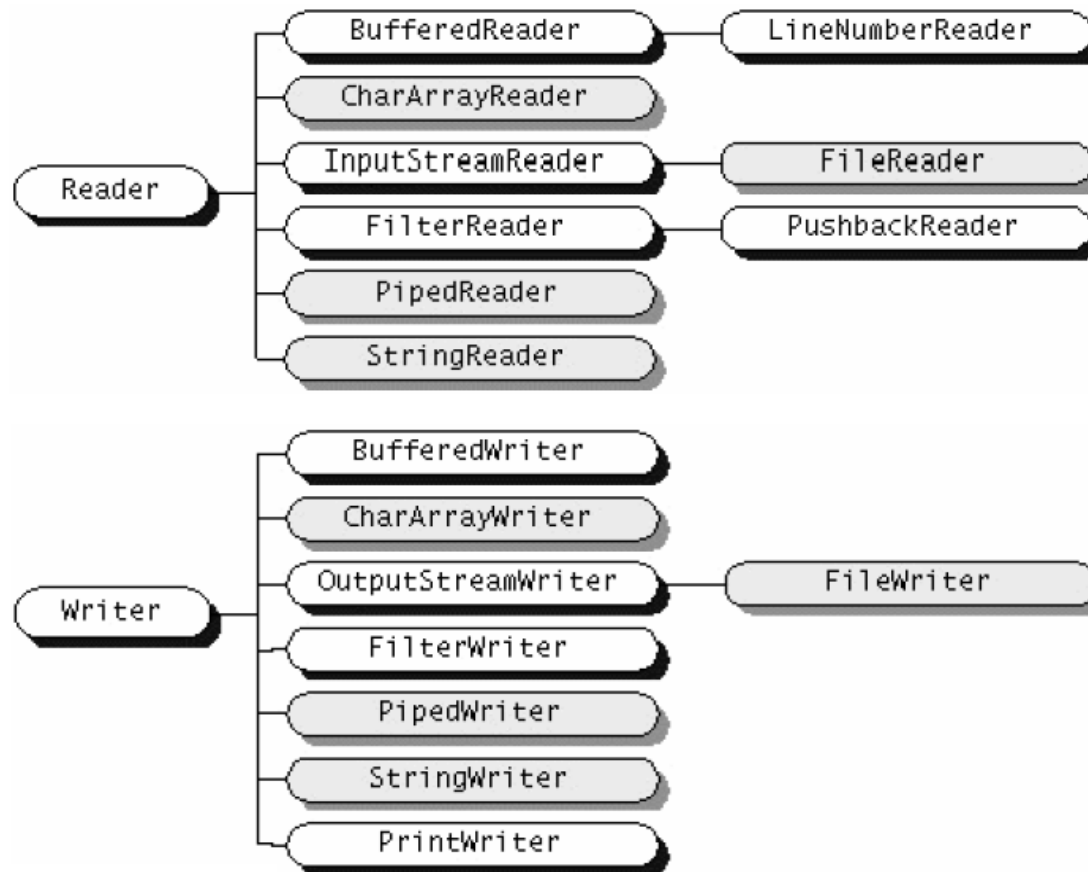 BufferedReader LineNumberReader
CharArrayReader
InputStreamReader FileReader
Reader
FilterReader PushbackReader
PipedReader
StringReader
BufferedWriter
CharArrayWriter
OutputStreamWriter FileWriter
Writer
FilterWriter
PipedWriter
StringWriter
PrintWriter